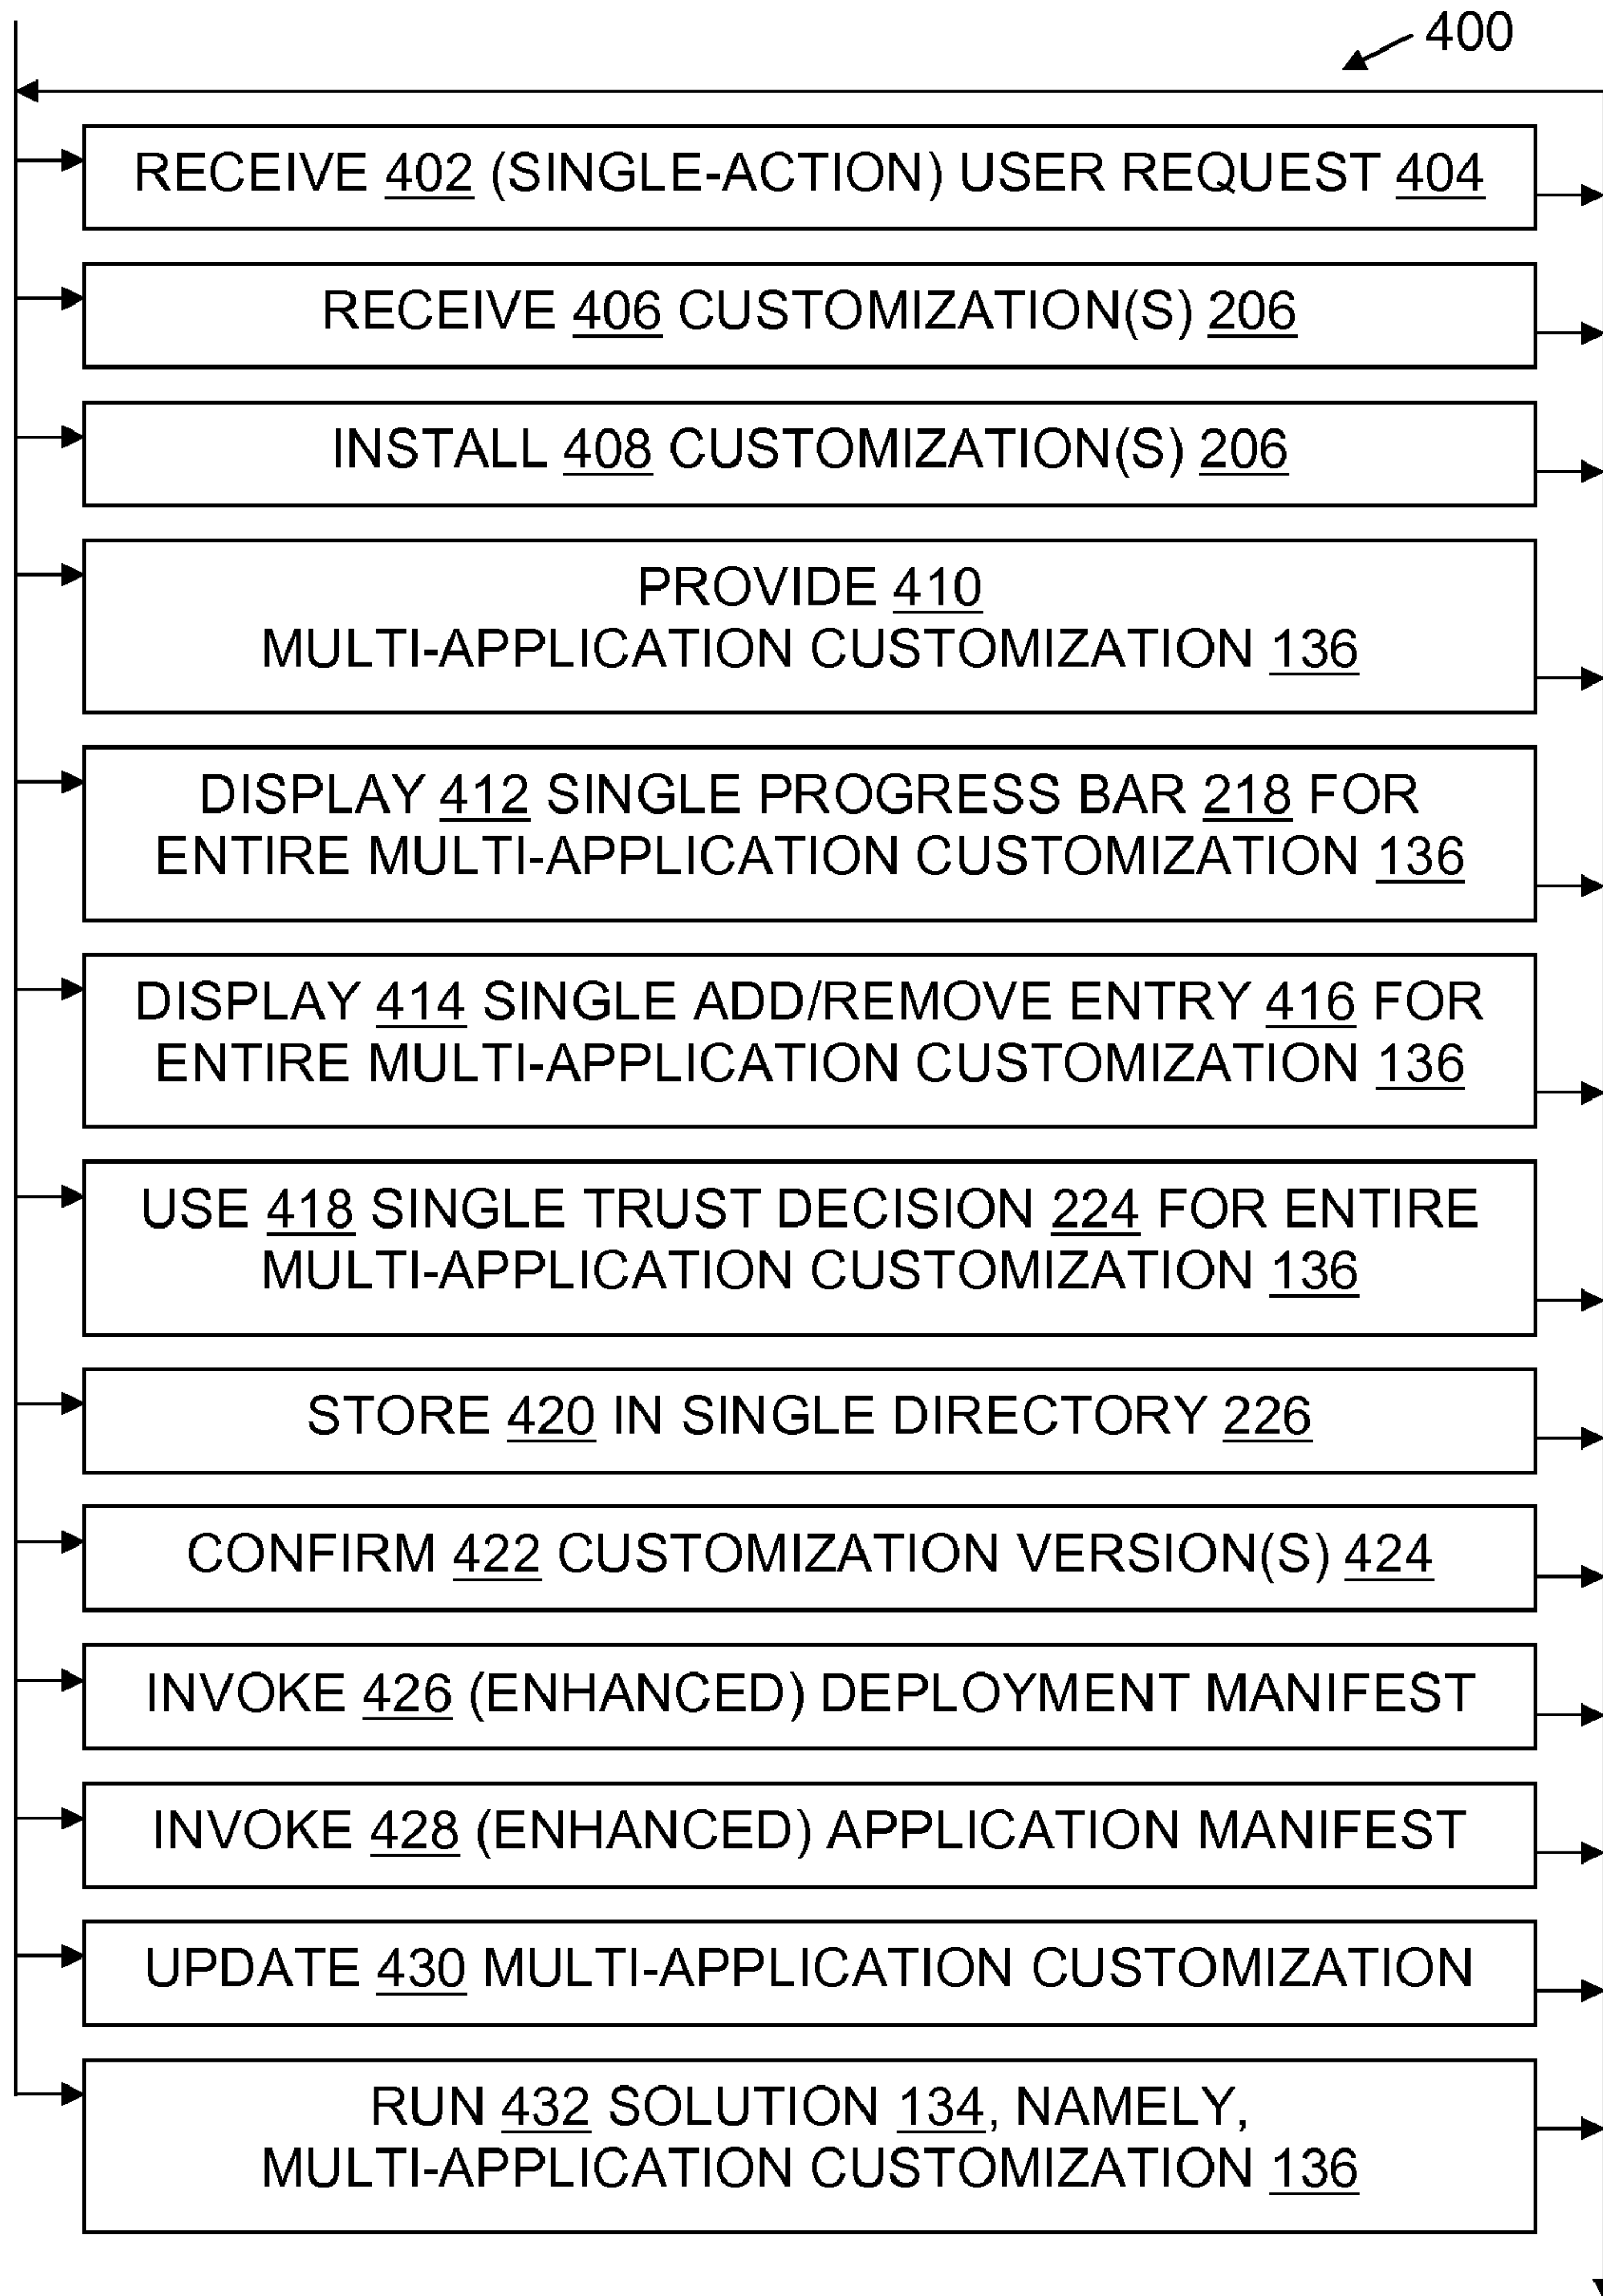 400
RECEIVE 402 (SINGLE-ACTION) USER REQUEST 404
RECEIVE 406 CUSTOMIZATION(S) 206
INSTALL 408 CUSTOMIZATION(S) 206
PROVIDE 410
MULTI-APPLICATION CUSTOMIZATION 136
DISPLAY 412 SINGLE PROGRESS BAR 218 FOR
ENTIRE MULTI-APPLICATION CUSTOMIZATION 136
DISPLAY 414 SINGLE ADD/REMOVE ENTRY 416 FOR
ENTIRE MULTI-APPLICATION CUSTOMIZATION 136
USE 418 SINGLE TRUST DECISION 224 FOR ENTIRE
MULTI-APPLICATION CUSTOMIZATION 136
STORE 420 IN SINGLE DIRECTORY 226
CONFIRM 422 CUSTOMIZATION VERSION(S) 424
INVOKE 426 (ENHANCED) DEPLOYMENT MANIFEST
INVOKE 428 (ENHANCED) APPLICATION MANIFEST
UPDATE 430 MULTI-APPLICATION CUSTOMIZATION
RUN 432 SOLUTION 134, NAMELY,
MULTI-APPLICATION CUSTOMIZATION 136